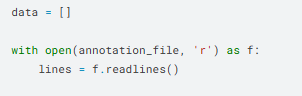 data = []
with open(annotation_file, 'r') as f:
    lines = f.readlines()